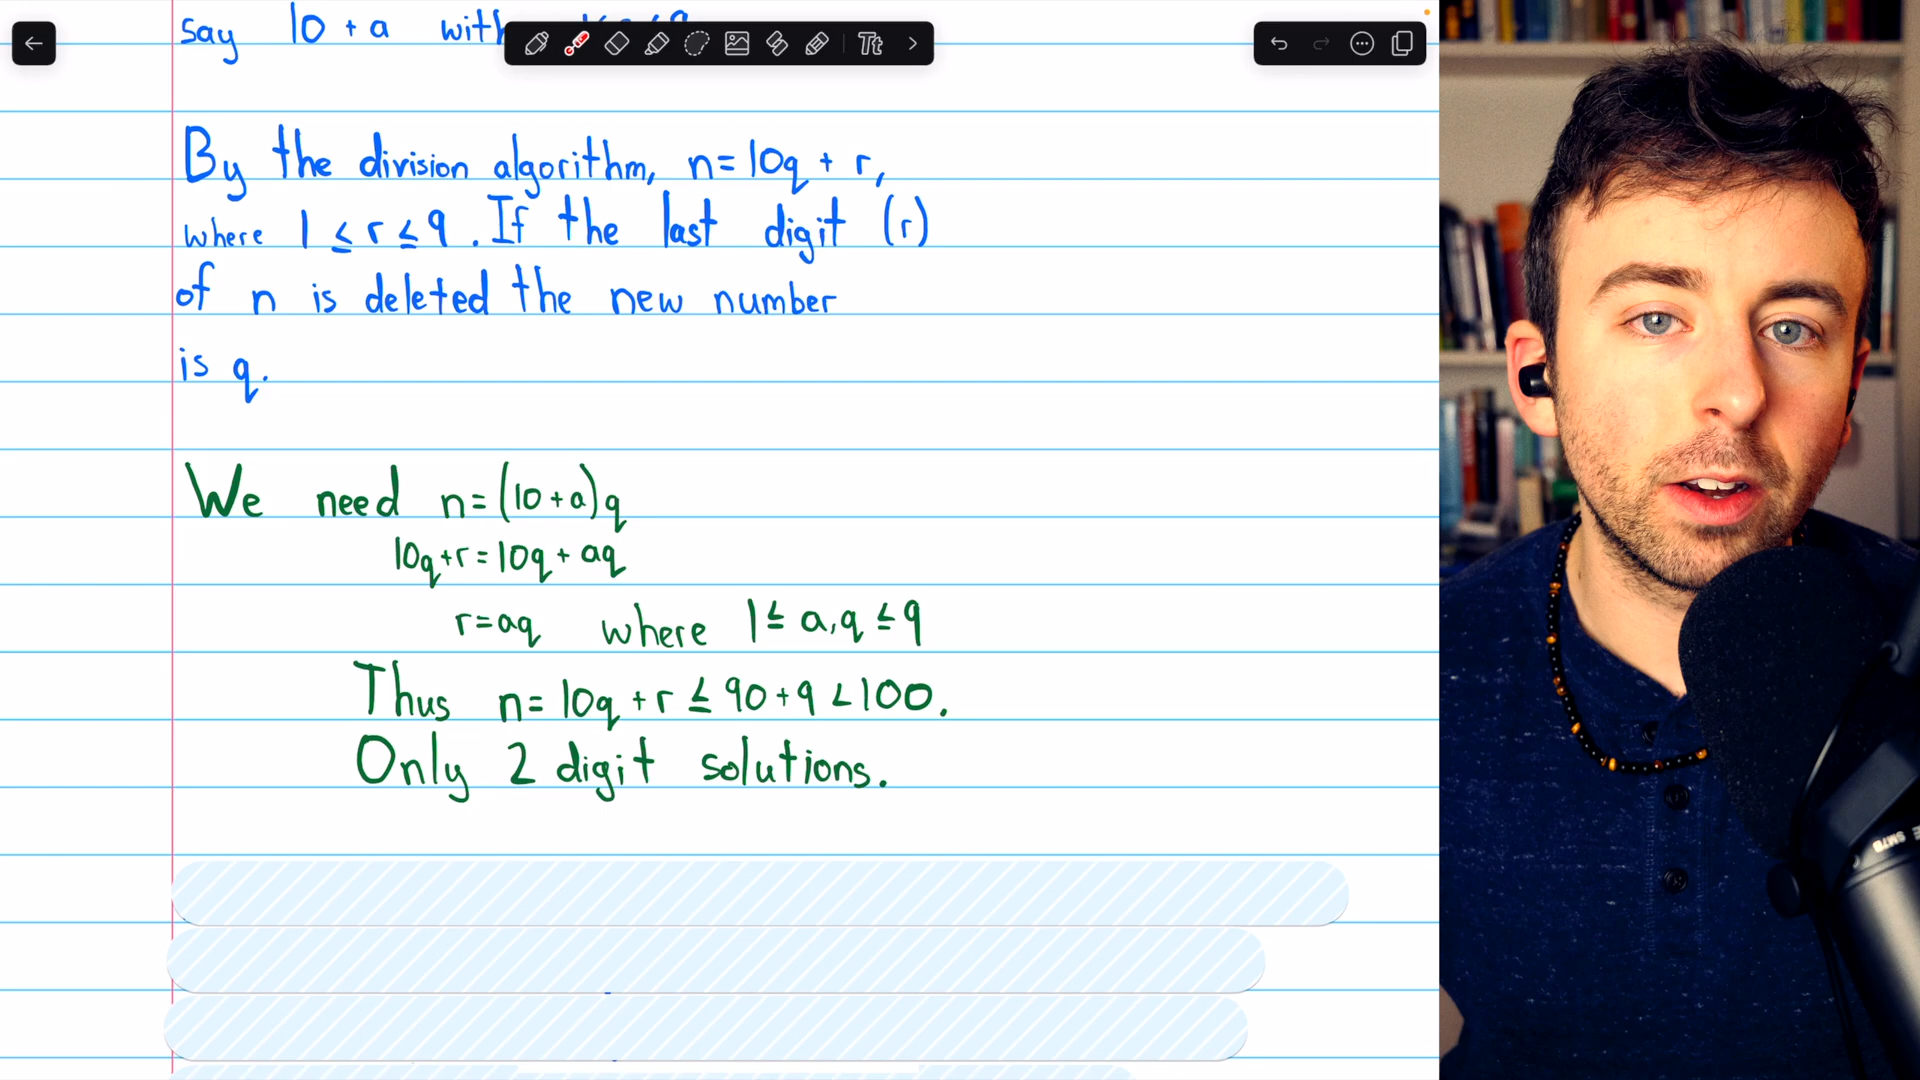 say 10 + a with
Tt
By the division algorithm, n=10q + r,
where 1 ≤ r ≤ 9. If the last digit (r)
of n is deleted the new number
is q.
We need n=(10+a)q
10q+r=10q+aq
r=aq where 1 ≤ a,q ≤ 9
Thus n=10q+r ≤ 90+9 < 100.
Only 2 digit solutions.
SM7B